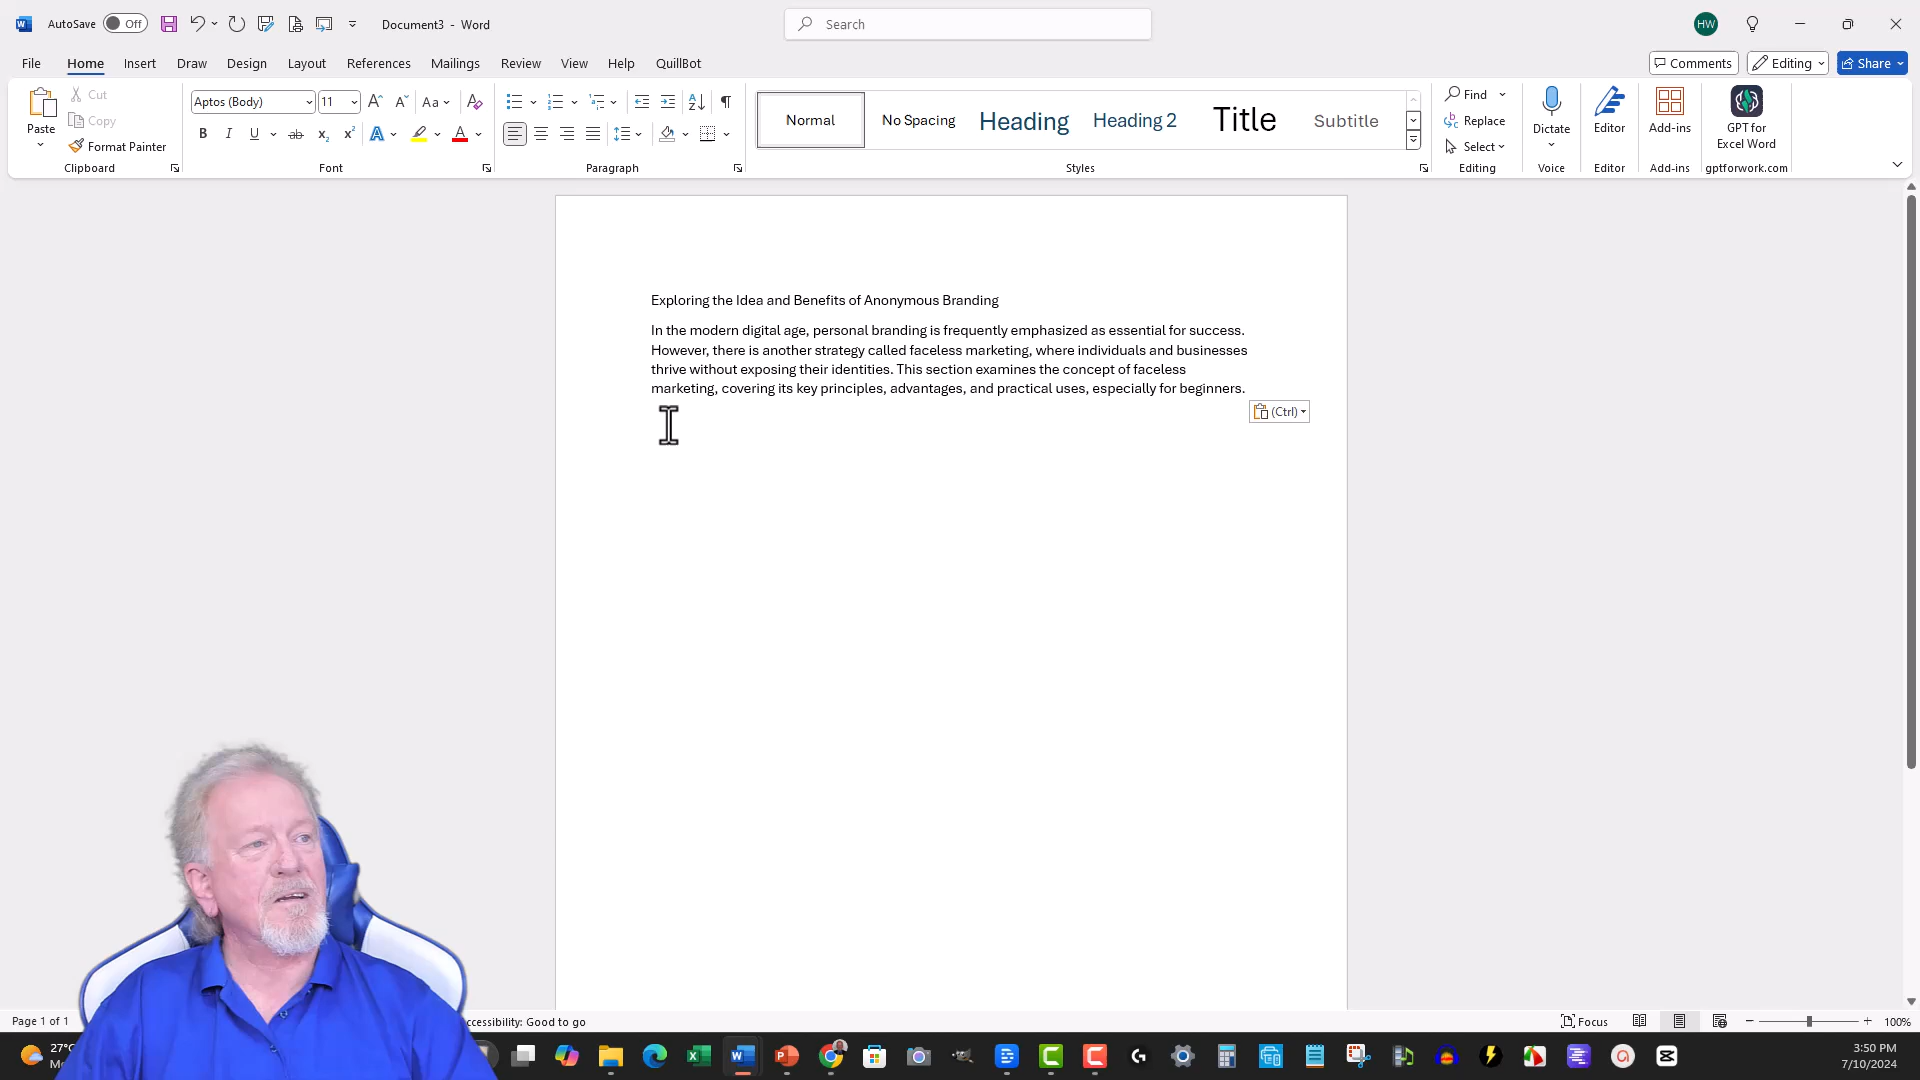 AutoSave Off Document3 - Word Search HW
File Home Insert Draw Design Layout References Mailings Review View Help QuillBot Comments Editing Share
Paste Cut Copy Format Painter Clipboard
Aptos (Body) 11 Aa Font
B I U ab x₂ x² A A
Paragraph
Normal No Spacing Heading Heading 2 Title Subtitle Styles
Find Replace Select Editing
Dictate Voice
Editor Editor
Add-ins Add-ins
GPT for
Excel Word
gptforwork.com
Exploring the Idea and Benefits of Anonymous Branding
In the modern digital age, personal branding is frequently emphasized as essential for success.
However, there is another strategy called faceless marketing, where individuals and businesses
thrive without exposing their identities. This section examines the concept of faceless
marketing, covering its key principles, advantages, and practical uses, especially for beginners.
(Ctrl)
Page 1 of 1 ccessibility: Good to go Focus 100%
27°C
3:50 PM
7/10/2024